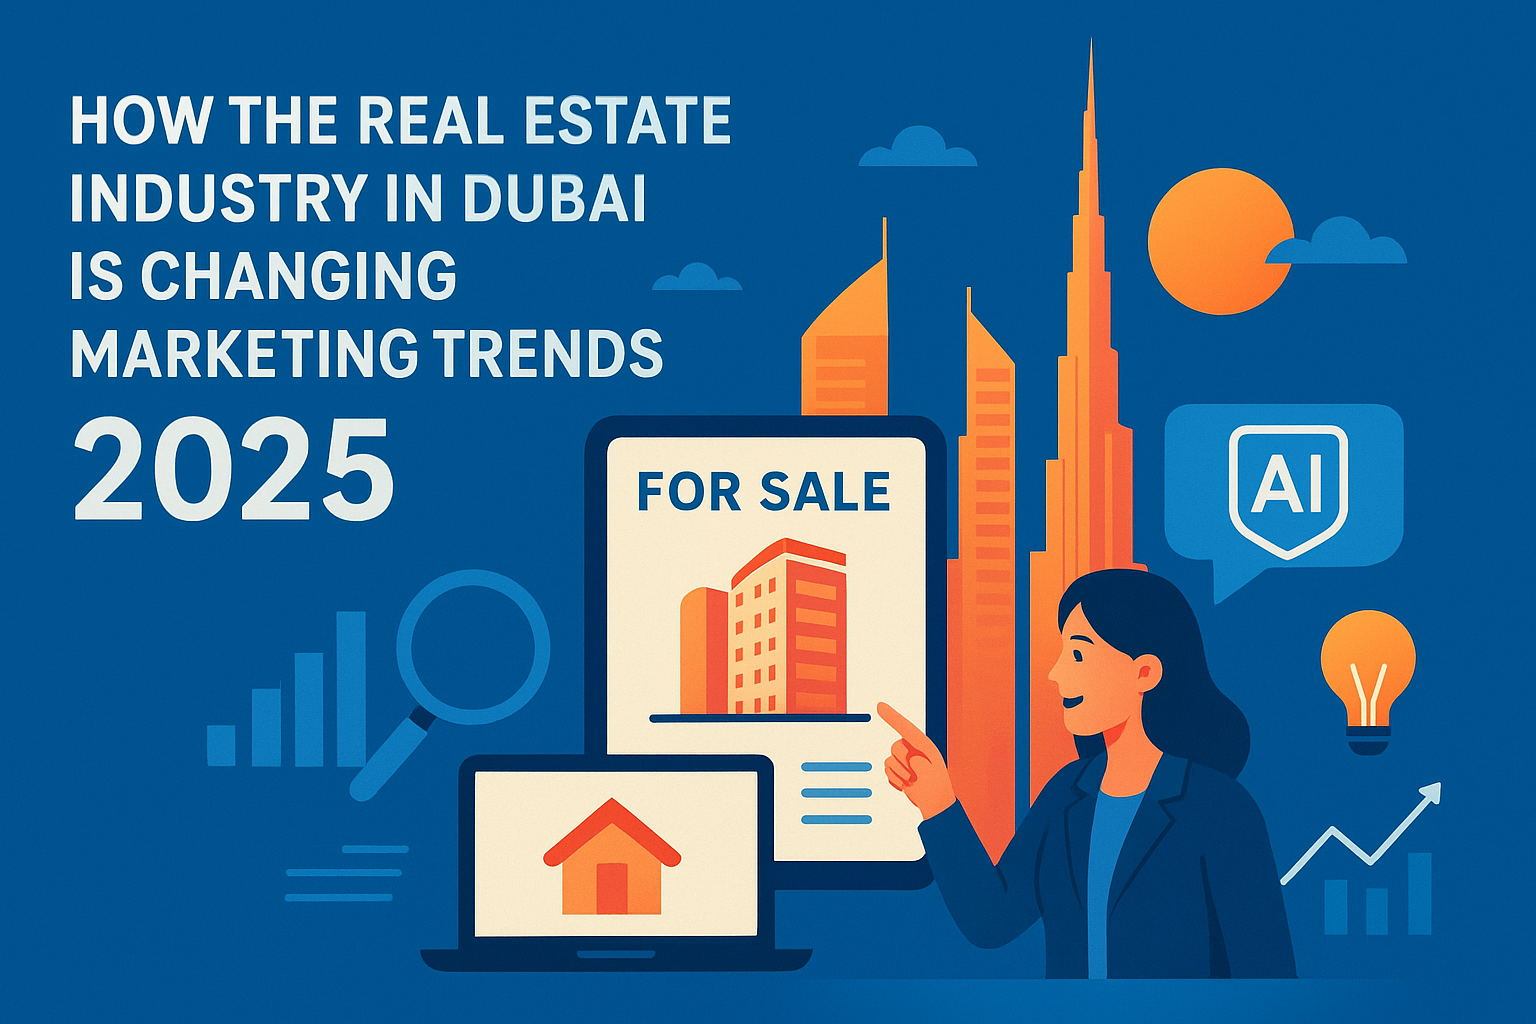 HOW THE REAL ESTATE
INDUSTRY IN DUBAI
IS CHANGING
MARKETING TRENDS
2025
FOR SALE
AI